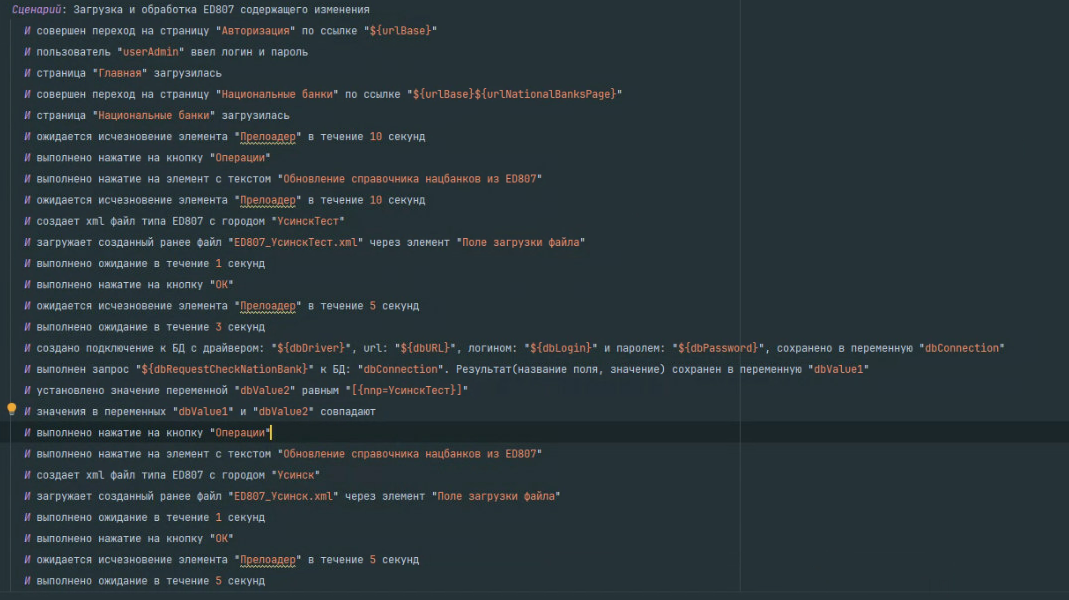 Сценарий: Загрузка и обработка ED807 содержащего изменения
И совершен переход на страницу "Авторизация" по ссылке "${urlBase}"
И пользователь "userAdmin" ввел логин и пароль
И страница "Главная" загрузилась
И совершен переход на страницу "Национальные банки" по ссылке "${urlBase}${urlNationalBanksPage}"
И страница "Национальные банки" загрузилась
И ожидается исчезновение элемента "Прелоадер" в течение 10 секунд
И выполнено нажатие на кнопку "Операции"
И выполнено нажатие на элемент с текстом "Обновление справочника нацбанков из ED807"
И ожидается исчезновение элемента "Прелоадер" в течение 10 секунд
И создает xml файл типа ED807 с городом "УсинскТест"
И загружает созданный ранее файл "ED807_УсинскТест.xml" через элемент "Поле загрузки файла"
И выполнено ожидание в течение 1 секунд
И выполнено нажатие на кнопку "ОК"
И ожидается исчезновение элемента "Прелоадер" в течение 5 секунд
И выполнено ожидание в течение 3 секунд
И создано подключение к БД с драйвером: "${dbDriver}", url: "${dbURL}", логином: "${dbLogin}" и паролем: "${dbPassword}", сохранено в переменную "dbConnection"
И выполнен запрос "${dbRequestCheckNationBank}" к БД: "dbConnection". Результат(название поля, значение) сохранен в переменную "dbValue1"
И установлено значение переменной "dbValue2" равным "[{nnp=УсинскТест}]"
И значения в переменных "dbValue1" и "dbValue2" совпадают
И выполнено нажатие на кнопку "Операции"
И выполнено нажатие на элемент с текстом "Обновление справочника нацбанков из ED807"
И создает xml файл типа ED807 с городом "Усинск"
И загружает созданный ранее файл "ED807_Усинск.xml" через элемент "Поле загрузки файла"
И выполнено ожидание в течение 1 секунд
И выполнено нажатие на кнопку "ОК"
И ожидается исчезновение элемента "Прелоадер" в течение 5 секунд
И выполнено ожидание в течение 5 секунд